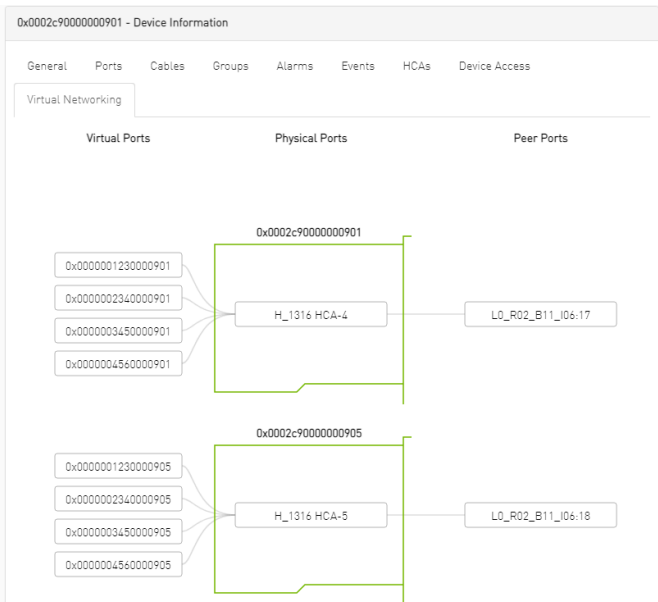 0x0002c90000000901 - Device Information
General Ports Cables Groups Alarms Events HCAs Device Access
Virtual Networking
Virtual Ports Physical Ports Peer Ports
0x0002c90000000901
0x0000001230000901
0x0000002340000901
H_1316 HCA-4 L0_R02_B11_I06:17
0x0000003450000901
0x0000004560000901
0x0002c90000000905
0x0000001230000905
0x0000002340000905
H_1316 HCA-5 L0_R02_B11_I06:18
0x0000003450000905
0x0000004560000905